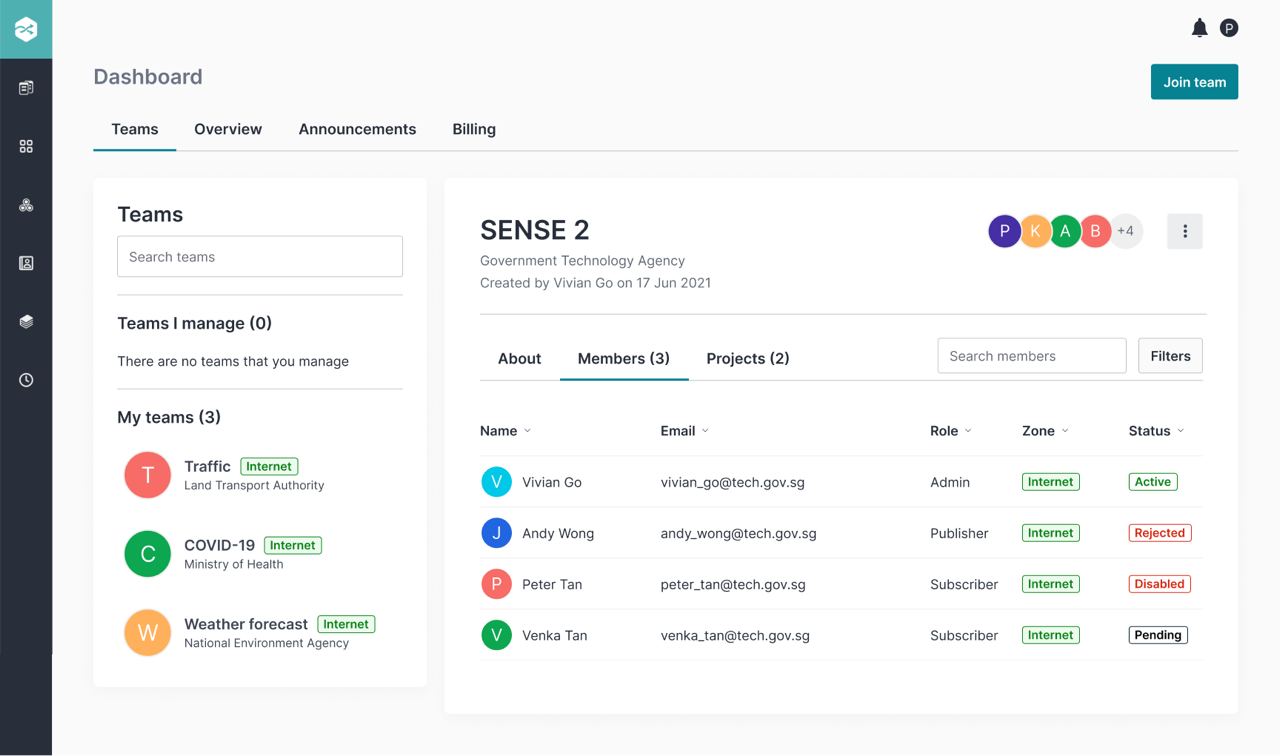 P
Dashboard
Join team
Teams Overview Announcements Billing
Teams
Search teams
Teams I manage (0)
There are no teams that you manage
My teams (3)
T Traffic Internet
Land Transport Authority
C COVID-19 Internet
Ministry of Health
W Weather forecast Internet
National Environment Agency
SENSE 2
P K A B +4
Government Technology Agency
Created by Vivian Go on 17 Jun 2021
About Members (3) Projects (2) Search members Filters
Name Email Role Zone Status
V Vivian Go vivian_go@tech.gov.sg Admin Internet Active
J Andy Wong andy_wong@tech.gov.sg Publisher Internet Rejected
P Peter Tan peter_tan@tech.gov.sg Subscriber Internet Disabled
V Venka Tan venka_tan@tech.gov.sg Subscriber Internet Pending